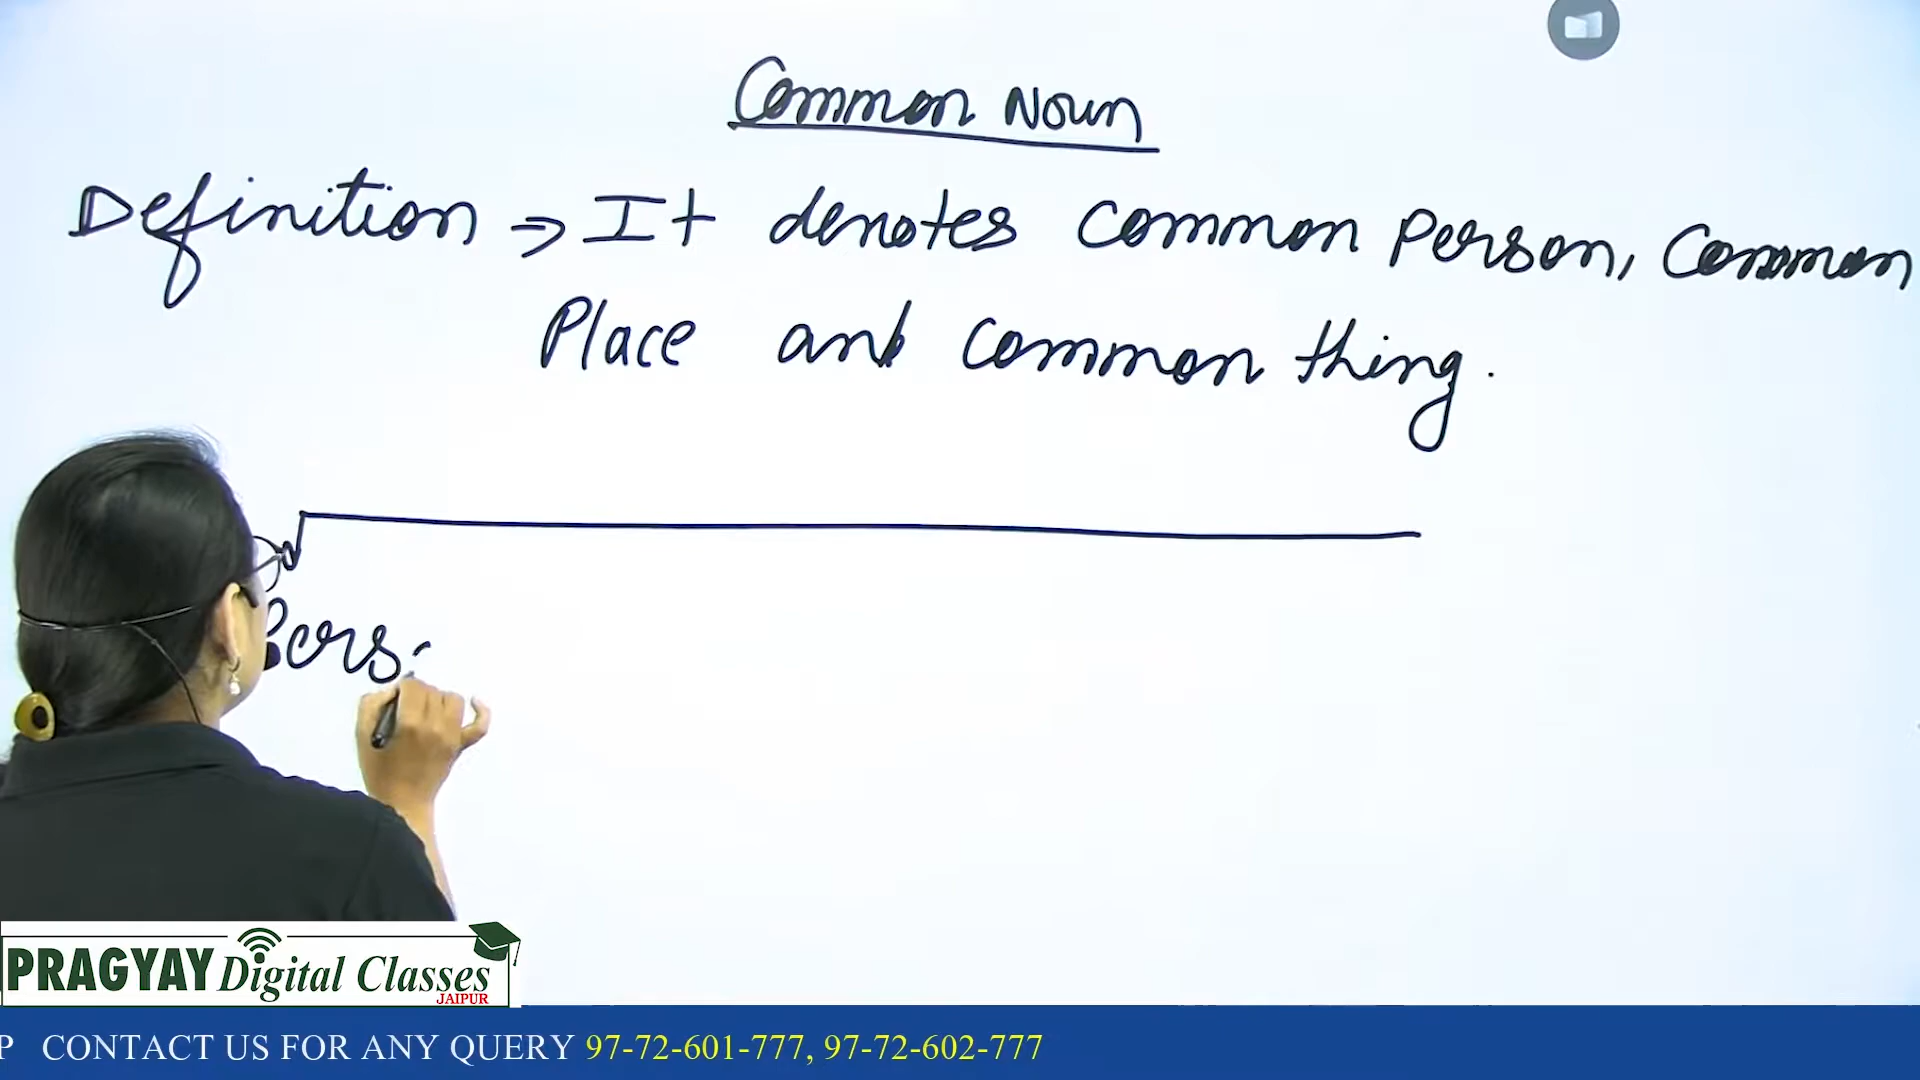 Common Noun
Definition → It denotes common Person, Common
Place and common thing.
Pers
PRAGYAY Digital Classes
JAIPUR
P CONTACT US FOR ANY QUERY 97-72-601-777, 97-72-602-777